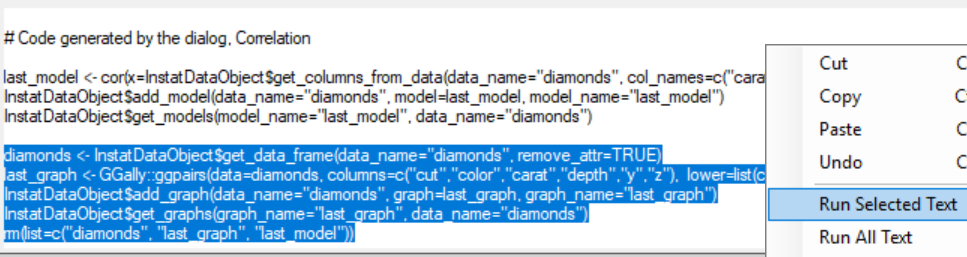 # Code generated by the dialog, Correlation
last_model <- cor(x=InstatDataObject$get_columns_from_data(data_name="diamonds", col_names=c("cara
InstatDataObject$add_model(data_name="diamonds", model=last_model, model_name="last_model")
InstatDataObject$get_models(model_name="last_model", data_name="diamonds")
diamonds <- InstatDataObject$get_data_frame(data_name="diamonds", remove_attr=TRUE)
last_graph <- GGally::ggpairs(data=diamonds, columns=c("cut","color","carat","depth","y","z"),  lower=list(c
InstatDataObject$add_graph(data_name="diamonds", graph=last_graph, graph_name="last_graph")
InstatDataObject$get_graphs(graph_name="last_graph", data_name="diamonds")
rm(list=c("diamonds", "last_graph", "last_model"))
Cut C
Copy C
Paste C
Undo C
Run Selected Text
Run All Text